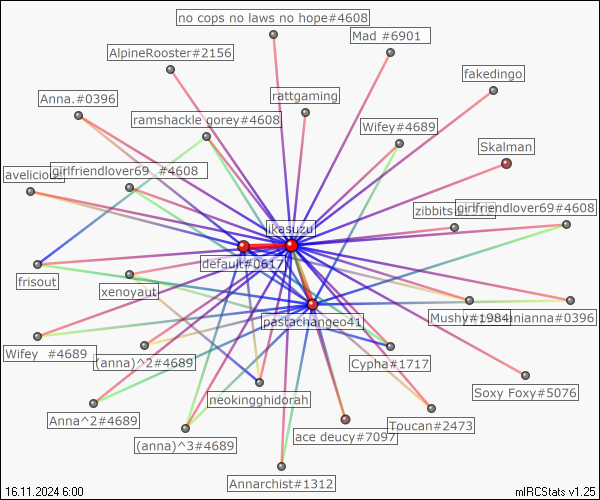 no cops no laws no hope#4608
Mad #6901
AlpineRooster#2156
fakedingo
Anna.#0396
rattgaming
ramshackle gorey#4608
Wifey#4689
Skalman
girlfriendlover69 #4608
girlfriendlover69#4608
ikasuzu
default#0617
frisout
xenoyaut
pastachangeo41
Mushy#1984
#0396
Wifey #4689
(anna)^2#4689
Cypha#1717
Soxy Foxy#5076
neokingghidorah
Anna^2#4689
Toucan#2473
ace deucy#7097
(anna)^3#4689
Annarchist#1312
16.11.2024 6:00
mIRCStats v1.25